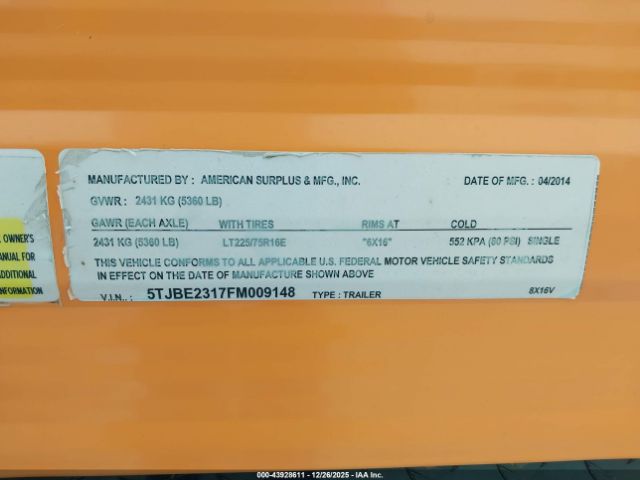 MANUFACTURED BY : AMERICAN SURPLUS & MFG., INC. DATE OF MFG. : 04/2014
GVWR : 2431 KG (5360 LB)
GAWR (EACH AXLE) WITH TIRES RIMS AT COLD
2431 KG (5360 LB) LT225/75R16E "6X16" 552 KPA (80 PSI) SINGLE
THIS VEHICLE CONFORMS TO ALL APPLICABLE U.S. FEDERAL MOTOR VEHICLE SAFETY STANDARDS
IN EFFECT ON THE DATE OF MANUFACTURE SHOWN ABOVE
V.I.N.: 5TJBE2317FM009148 TYPE : TRAILER 8X16V
OWNER'S
MANUAL FOR
ADDITIONAL
INFORMATION
000-43928611 - 12/26/2025 - IAA Inc.